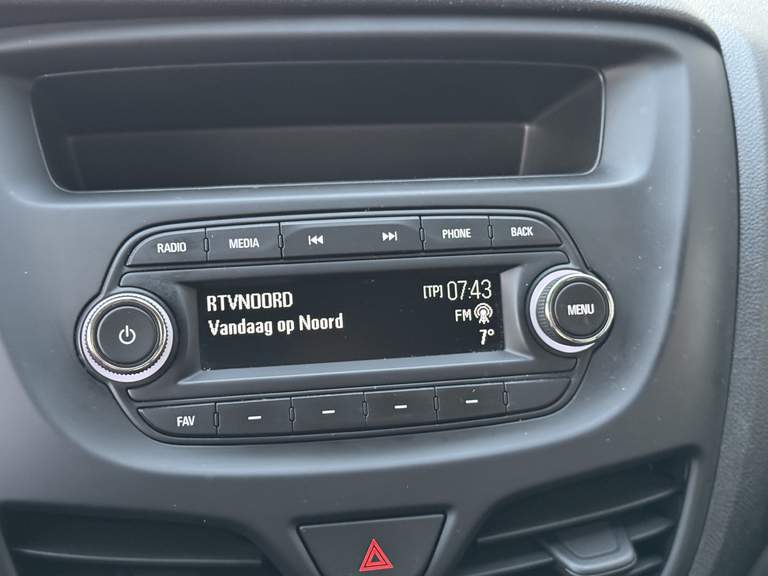 RADIO MEDIA PHONE BACK
RTVNOORD [TP] 07:43
Vandaag op Noord FM
7°
MENU
FAV